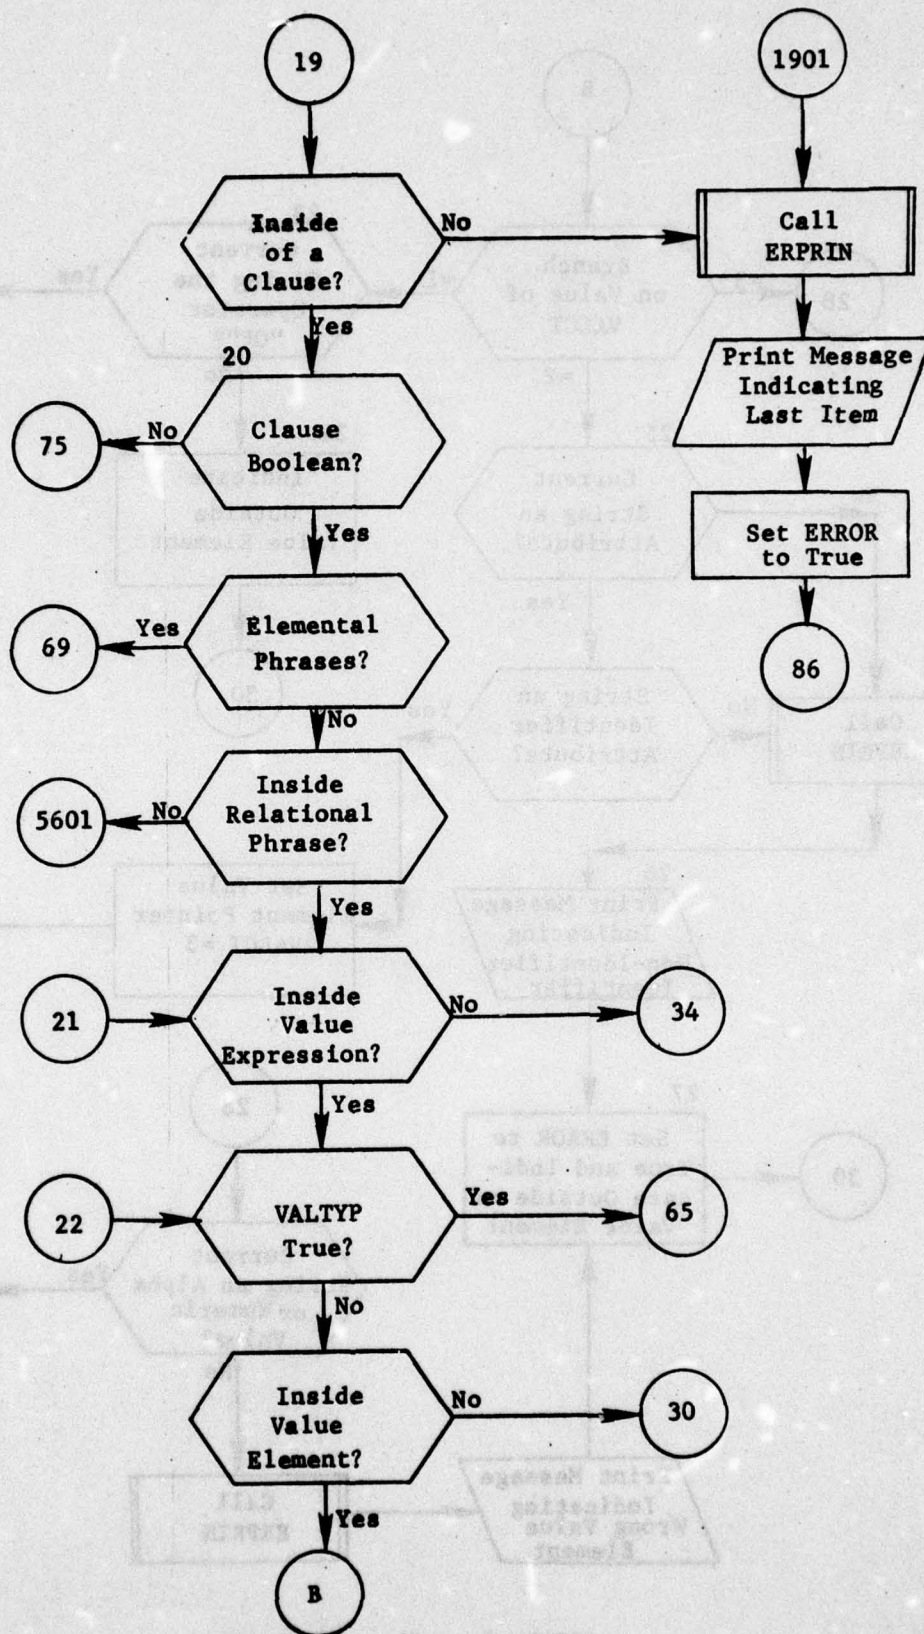 19
1901
Inside
of a
Clause?
No
Call
ERPRIN
Yes
Print Message
Indicating
Last Item
20
Clause
Boolean?
No
75
Yes
Set ERROR
to True
Elemental
Phrases?
Yes
69
86
No
Inside
Relational
Phrase?
No
5601
Yes
21
Inside
Value
Expression?
No
34
Yes
22
VALTYP
True?
Yes
65
No
Inside
Value
Element?
No
30
Yes
B